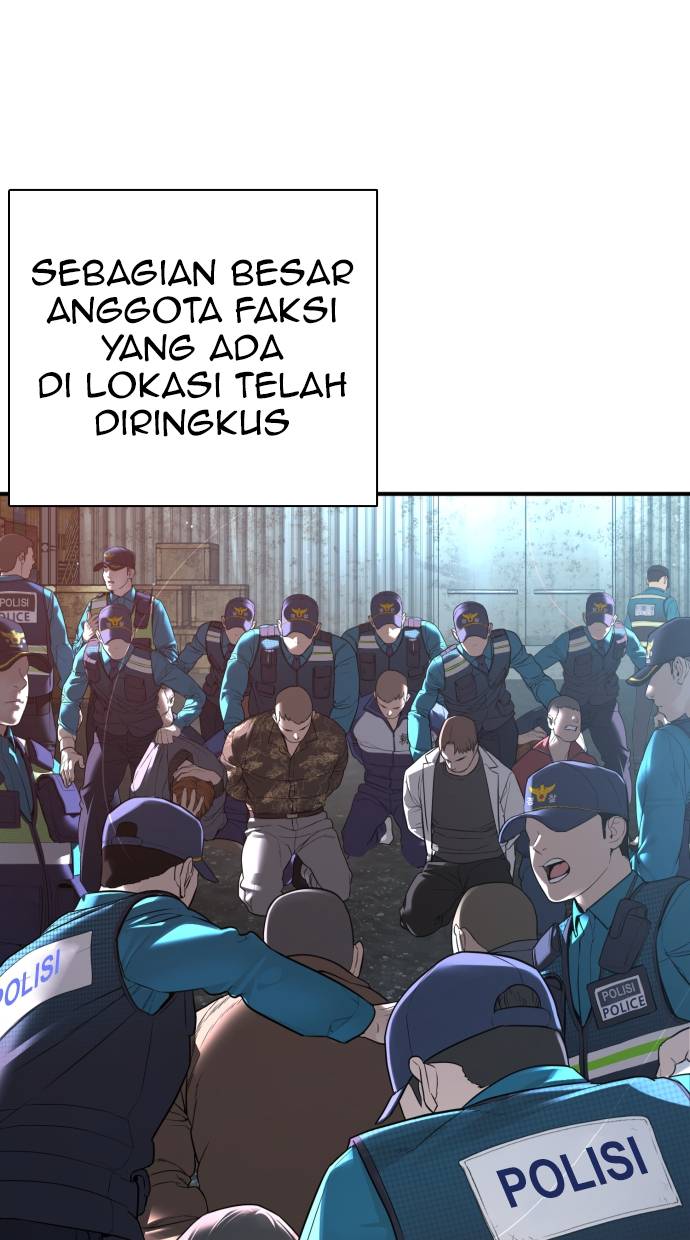 SEBAGIAN BESAR
ANGGOTA FAKSI
YANG ADA
DI LOKASI TELAH
DIRINGKUS
POLISI
POLICE
POLISI
POLISI
POLICE
POLISI